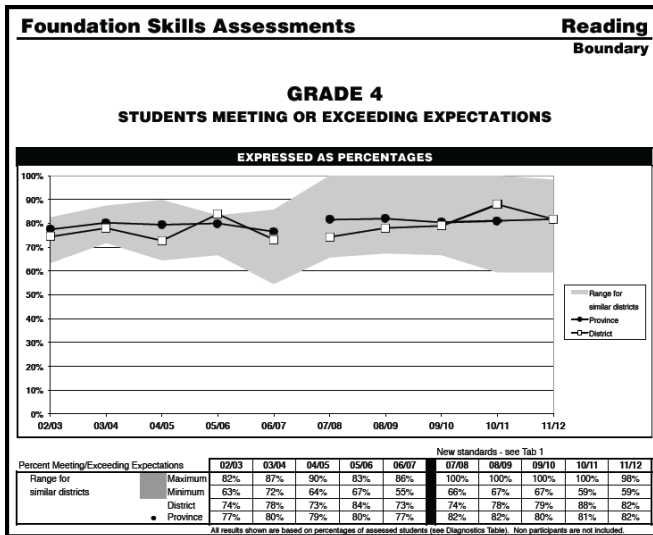 Foundation Skills Assessments Reading
Boundary
GRADE 4
STUDENTS MEETING OR EXCEEDING EXPECTATIONS
EXPRESSED AS PERCENTAGES
100%
90%
80%
70%
60%
50%
40%
30%
20%
10%
0%
02/03 03/04 04/05 05/06 06/07 07/08 08/09 09/10 10/11 11/12
Range for
similar districts
Province
District
New standards - see Tab 1
Percent Meeting/Exceeding Expectations 02/03 03/04 04/05 05/06 06/07 07/08 08/09 09/10 10/11 11/12
Range for Maximum 82% 87% 90% 83% 86% 100% 100% 100% 100% 98%
similar districts Minimum 63% 72% 64% 67% 55% 66% 67% 67% 59% 59%
District 74% 78% 73% 84% 73% 74% 78% 79% 88% 82%
Province 77% 80% 79% 80% 77% 82% 82% 80% 81% 82%
All results shown are based on percentages of assessed students (see Diagnostics Table). Non participants are not included.